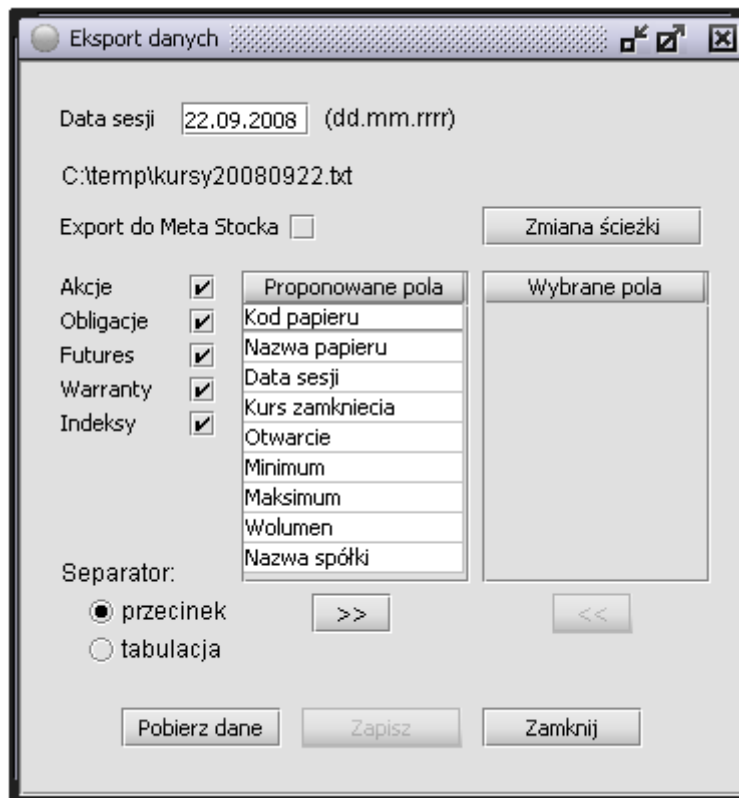 Eksport danych
Data sesji 22.09.2008 (dd.mm.rrrr)
C:\temp\kursy20080922.txt
Export do Meta Stocka
Zmiana ścieżki
Akcje
Obligacje
Futures
Warranty
Indeksy
Proponowane pola
Kod papieru
Nazwa papieru
Data sesji
Kurs zamkniecia
Otwarcie
Minimum
Maksimum
Wolumen
Nazwa spółki
Wybrane pola
Separator:
przecinek
tabulacja
>>
<<
Pobierz dane
Zapisz
Zamknij